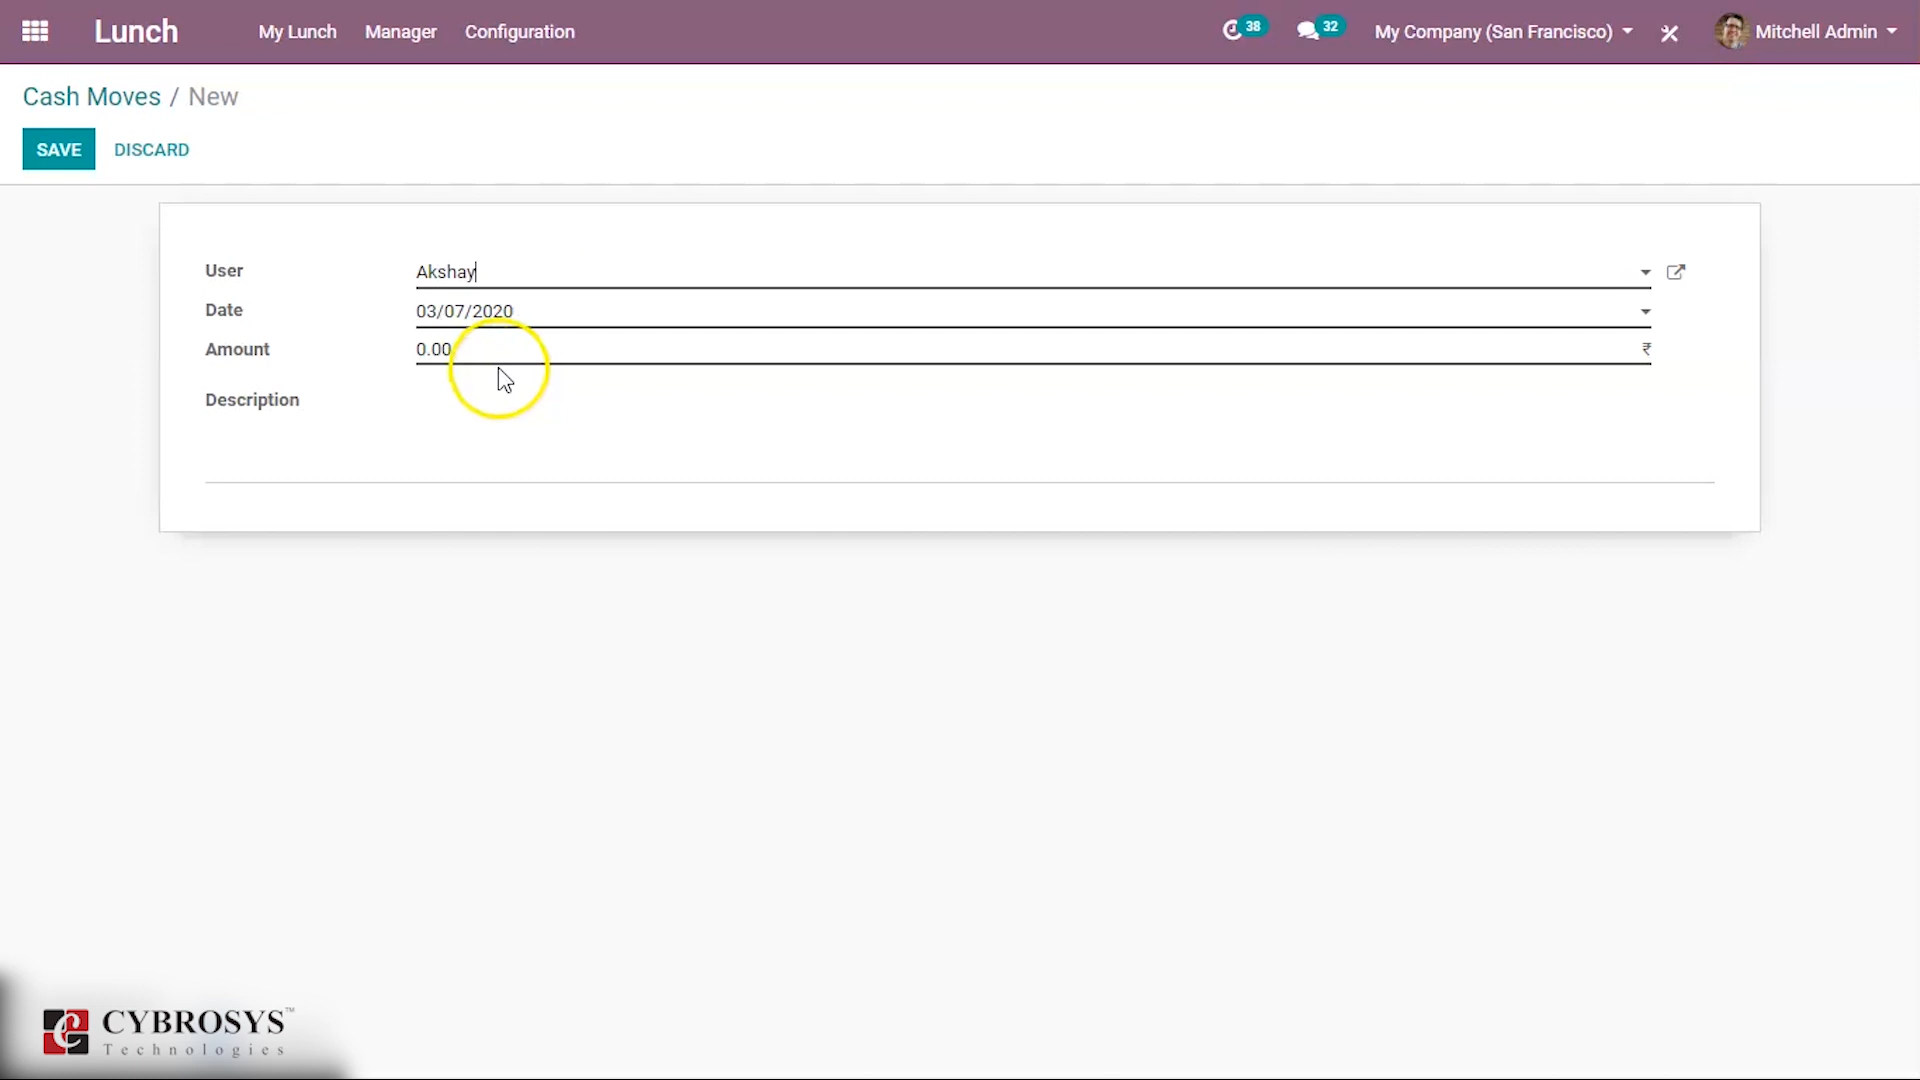 Lunch My Lunch Manager Configuration 38 32 My Company (San Francisco) Mitchell Admin
Cash Moves / New
SAVE DISCARD
User Akshay
Date 03/07/2020
Amount 0.00 ₹
Description
CYBROSYS™
Technologies